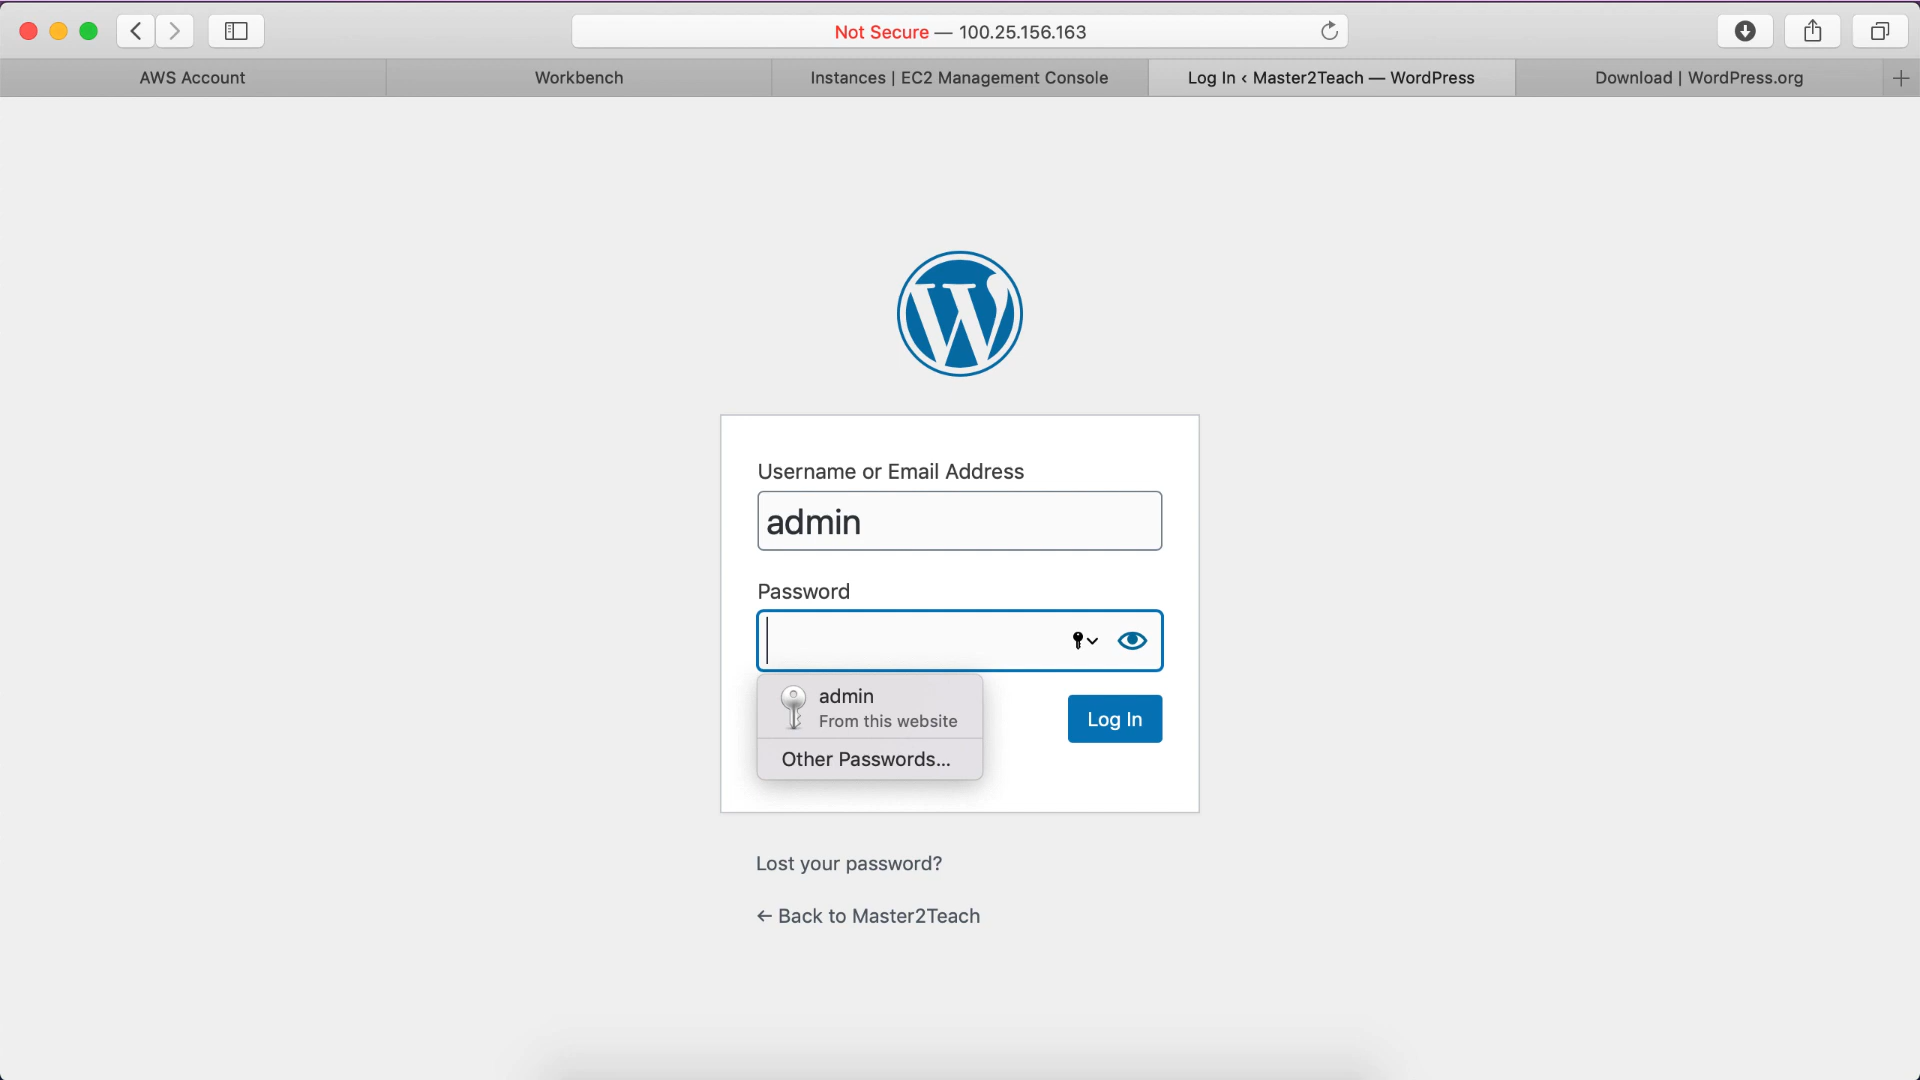 Not Secure — 100.25.156.163
AWS Account
Workbench
Instances | EC2 Management Console
Log In ‹ Master2Teach — WordPress
Download | WordPress.org
Username or Email Address
admin
Password
admin
From this website
Other Passwords...
Log In
Lost your password?
← Back to Master2Teach